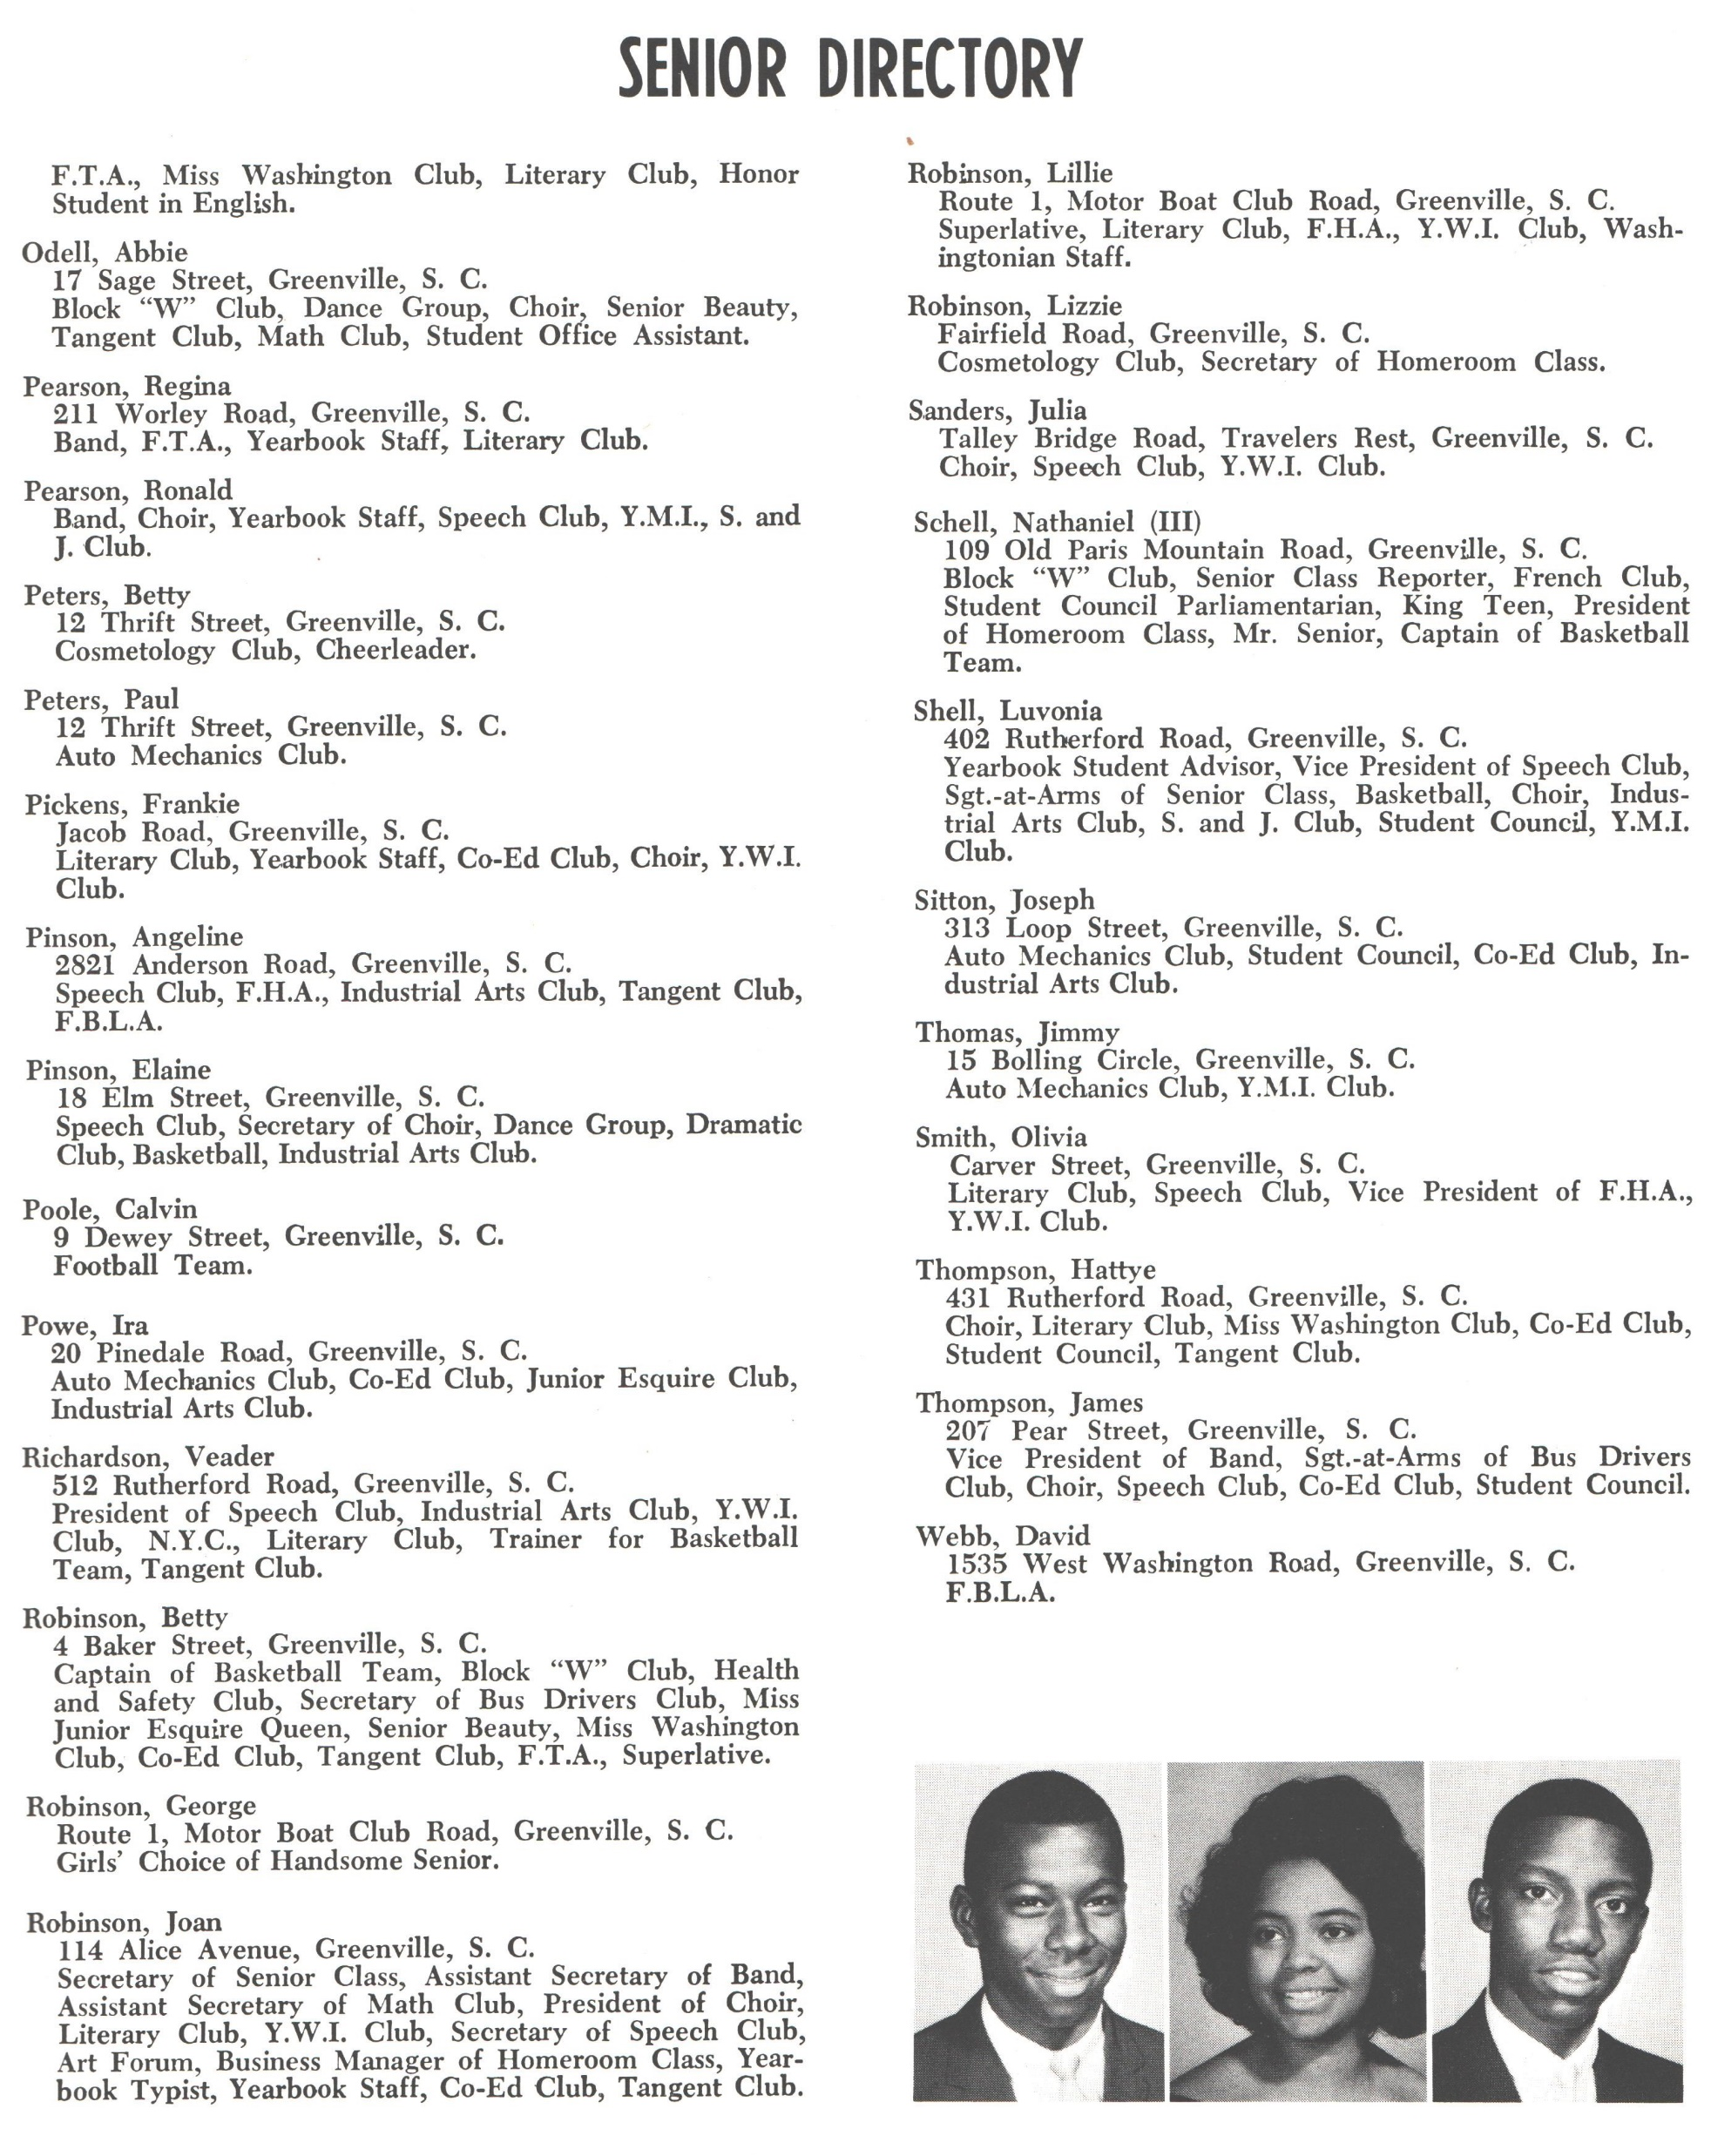 SENIOR DIRECTORY
F.T.A., Miss Washington Club, Literary Club, Honor
Student in English.
Odell, Abbie
17 Sage Street, Greenville, S. C.
Block “W” Club, Dance Group, Choir, Senior Beauty,
Tangent Club, Math Club, Student Office Assistant.
Pearson, Regina
211 Worley Road, Greenville, S. C.
Band, F.T.A., Yearbook Staff, Literary Club.
Pearson, Ronald
Band, Choir, Yearbook Staff, Speech Club, Y.M.I., S. and
J. Club.
Peters, Betty
12 Thrift Street, Greenville, S. C.
Cosmetology Club, Cheerleader.
Peters, Paul
12 Thrift Street, Greenville, S. C.
Auto Mechanics Club.
Pickens, Frankie
Jacob Road, Greenville, S. C.
Literary Club, Yearbook Staff, Co-Ed Club, Choir, Y.W.I.
Club.
Pinson, Angeline
2821 Anderson Road, Greenville, S. C.
Speech Club, F.H.A., Industrial Arts Club, Tangent Club,
F.B.L.A.
Pinson, Elaine
18 Elm Street, Greenville, S. C.
Speech Club, Secretary of Choir, Dance Group, Dramatic
Club, Basketball, Industrial Arts Club.
Poole, Calvin
9 Dewey Street, Greenville, S. C.
Football Team.
Powe, Ira
20 Pinedale Road, Greenville, S. C.
Auto Mechanics Club, Co-Ed Club, Junior Esquire Club,
Industrial Arts Club.
Richardson, Veader
512 Rutherford Road, Greenville, S. C.
President of Speech Club, Industrial Arts Club, Y.W.I.
Club, N.Y.C., Literary Club, Trainer for Basketball
Team, Tangent Club.
Robinson, Betty
4 Baker Street, Greenville, S. C.
Captain of Basketball Team, Block “W” Club, Health
and Safety Club, Secretary of Bus Drivers Club, Miss
Junior Esquire Queen, Senior Beauty, Miss Washington
Club, Co-Ed Club, Tangent Club, F.T.A., Superlative.
Robinson, George
Route 1, Motor Boat Club Road, Greenville, S. C.
Girls’ Choice of Handsome Senior.
Robinson, Joan
114 Alice Avenue, Greenville, S. C.
Secretary of Senior Class, Assistant Secretary of Band,
Assistant Secretary of Math Club, President of Choir,
Literary Club, Y.W.I. Club, Secretary of Speech Club,
Art Forum, Business Manager of Homeroom Class, Year-
book Typist, Yearbook Staff, Co-Ed Club, Tangent Club.
Robinson, Lillie
Route 1, Motor Boat Club Road, Greenville, S. C.
Superlative, Literary Club, F.H.A., Y.W.I. Club, Wash-
ingtonian Staff.
Robinson, Lizzie
Fairfield Road, Greenville, S. C.
Cosmetology Club, Secretary of Homeroom Class.
Sanders, Julia
Talley Bridge Road, Travelers Rest, Greenville, S. C.
Choir, Speech Club, Y.W.I. Club.
Schell, Nathaniel (III)
109 Old Paris Mountain Road, Greenville, S. C.
Block “W” Club, Senior Class Reporter, French Club,
Student Council Parliamentarian, King Teen, President
of Homeroom Class, Mr. Senior, Captain of Basketball
Team.
Shell, Luvonia
402 Rutherford Road, Greenville, S. C.
Yearbook Student Advisor, Vice President of Speech Club,
Sgt.-at-Arms of Senior Class, Basketball, Choir, Indus-
trial Arts Club, S. and J. Club, Student Council, Y.M.I.
Club.
Sitton, Joseph
313 Loop Street, Greenville, S. C.
Auto Mechanics Club, Student Council, Co-Ed Club, In-
dustrial Arts Club.
Thomas, Jimmy
15 Bolling Circle, Greenville, S. C.
Auto Mechanics Club, Y.M.I. Club.
Smith, Olivia
Carver Street, Greenville, S. C.
Literary Club, Speech Club, Vice President of F.H.A.,
Y.W.I. Club.
Thompson, Hattye
431 Rutherford Road, Greenville, S. C.
Choir, Literary Club, Miss Washington Club, Co-Ed Club,
Student Council, Tangent Club.
Thompson, James
207 Pear Street, Greenville, S. C.
Vice President of Band, Sgt.-at-Arms of Bus Drivers
Club, Choir, Speech Club, Co-Ed Club, Student Council.
Webb, David
1535 West Washington Road, Greenville, S. C.
F.B.L.A.